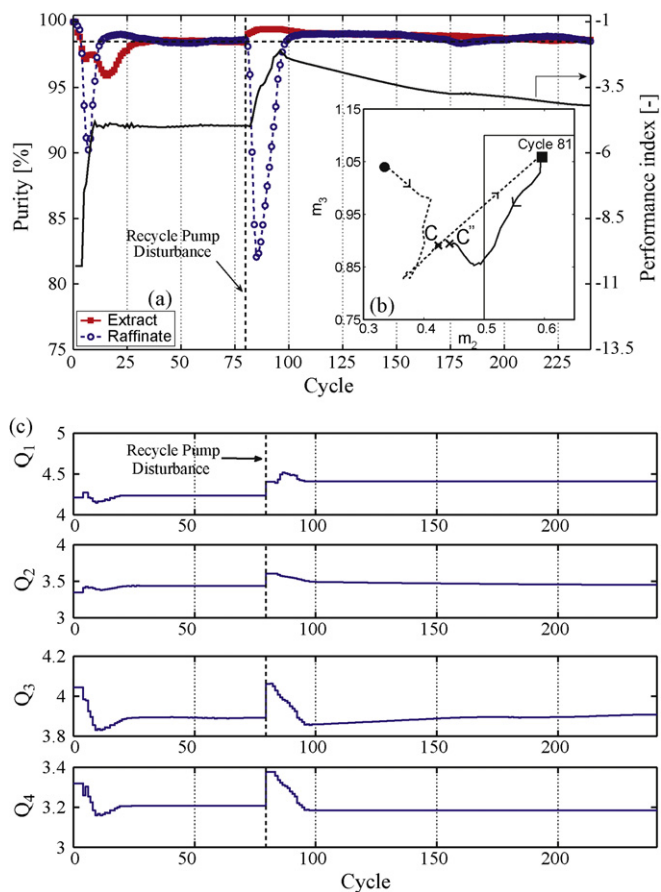 100
95
90
85
80
75
Purity [%]
-1
-3.5
-6
-8.5
-11
-13.5
Performance index [-]
0
25
50
75
100
125
150
175
200
225
Cycle
Recycle Pump
Disturbance
(a)
Extract
Raffinate
1.15
1.05
0.95
0.85
0.75
m3
0.3
0.4
0.5
0.6
m2
Cycle 81
C
C"
(b)
(c)
Q1
5
4.5
4
Recycle Pump
Disturbance
0
50
100
150
200
Q2
4
3.5
3
0
50
100
150
200
Q3
4.2
4
3.8
0
50
100
150
200
Q4
3.4
3.2
3
0
50
100
150
200
Cycle